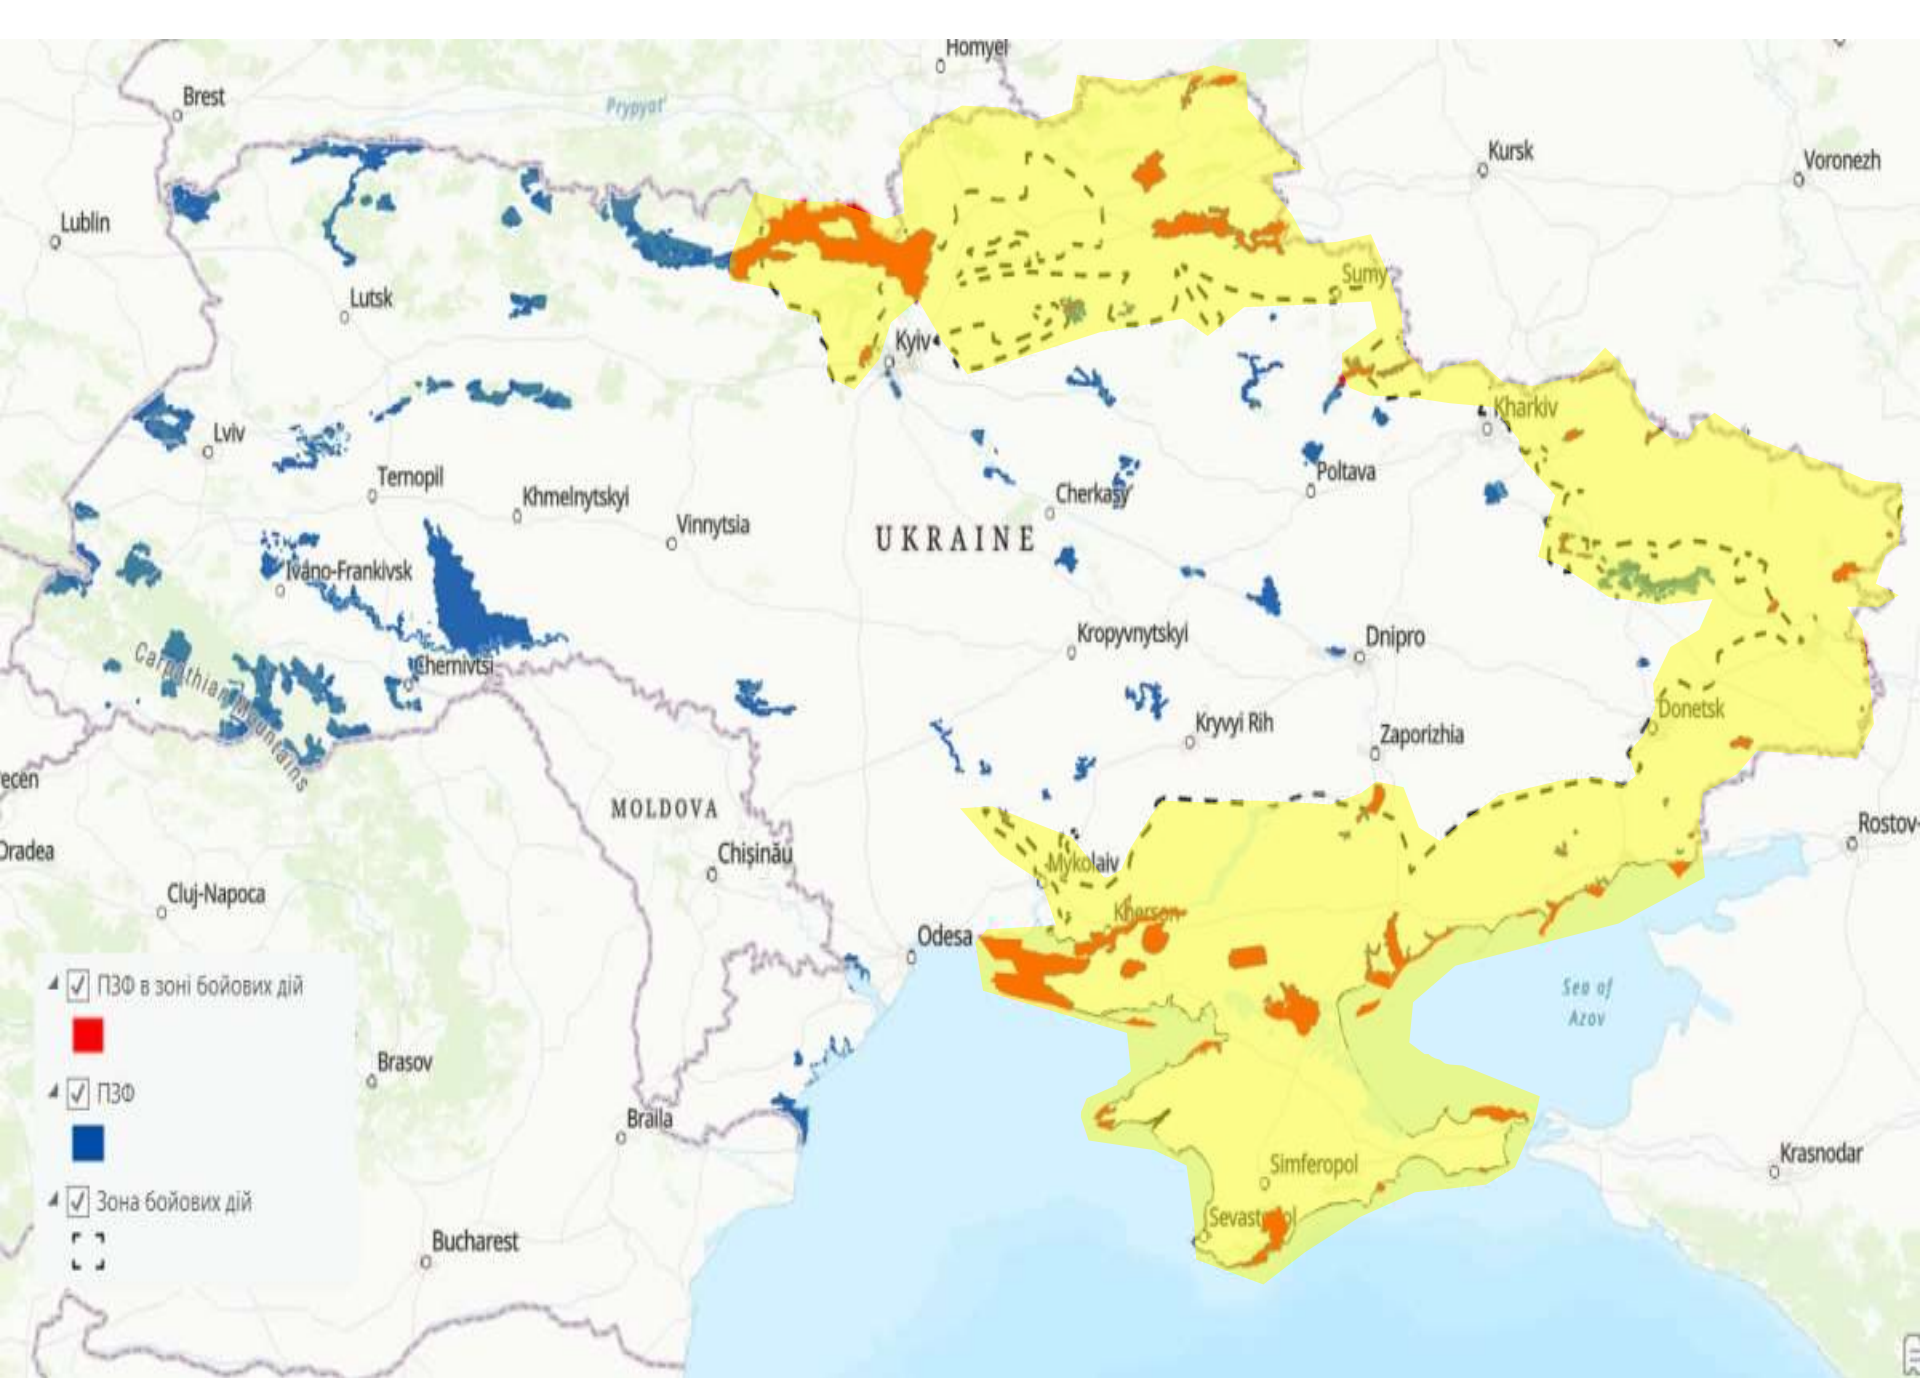 Homyel
Brest
Prypyat'
Kursk
Voronezh
Lublin
Sumy
Lutsk
Kyiv
Kharkiv
Lviv
Ternopil
Poltava
Khmelnytskyi
Cherkasy
Vinnytsia
UKRAINE
Ivano-Frankivsk
Kropyvnytskyi
Dnipro
Chernivtsi
Carpathian Mountains
Donetsk
Kryvyi Rih
Zaporizhia
ecen
MOLDOVA
Rostov-
Oradea
Chișinău
Mykolaiv
Cluj-Napoca
Kherson
Odesa
ПЗФ в зоні бойових дій
Sea of
Azov
Brasov
ПЗФ
Braila
Krasnodar
Simferopol
Зона бойових дій
Sevastopol
Bucharest